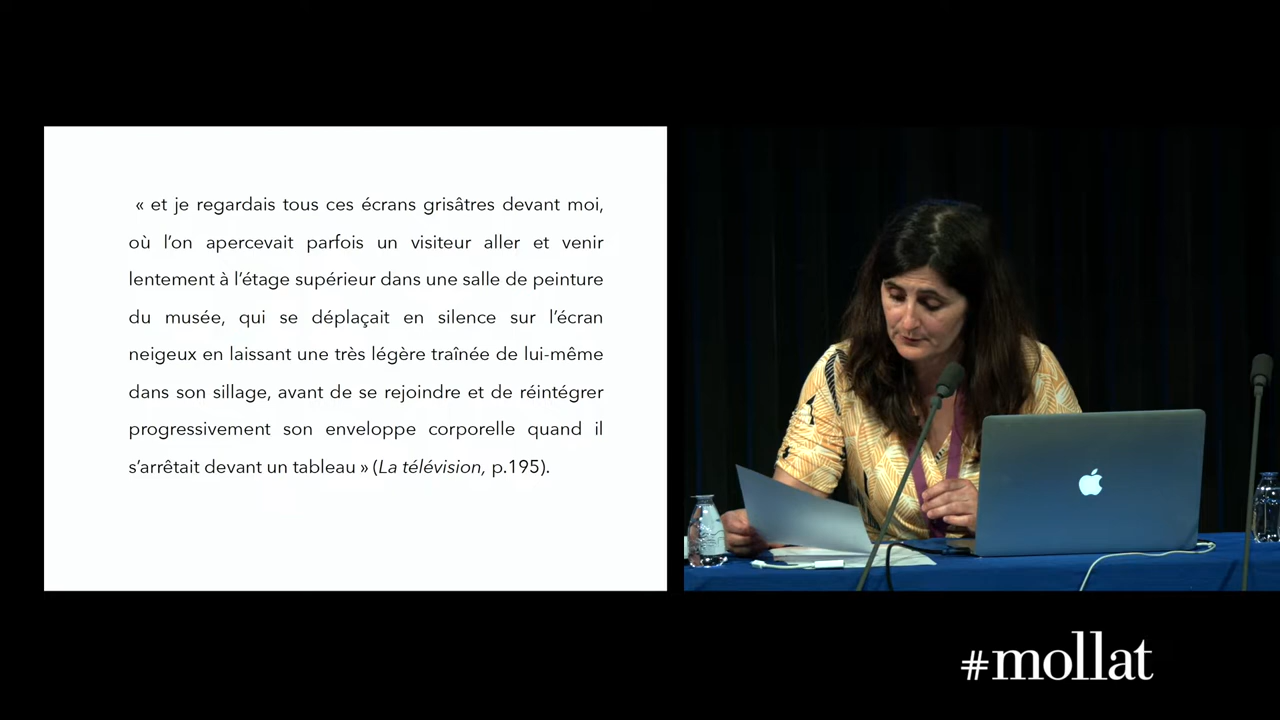 « et je regardais tous ces écrans grisâtres devant moi,
où l'on apercevait parfois un visiteur aller et venir
lentement à l'étage supérieur dans une salle de peinture
du musée, qui se déplaçait en silence sur l'écran
neigeux en laissant une très légère traînée de lui-même
dans son sillage, avant de se rejoindre et de réintégrer
progressivement son enveloppe corporelle quand il
s'arrêtait devant un tableau » (La télévision, p.195).
#mollat